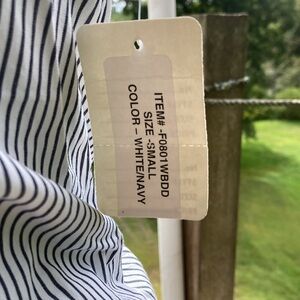 ITEM# -F0801WBDD
SIZE -SMALL
COLOR – WHITE/NAVY